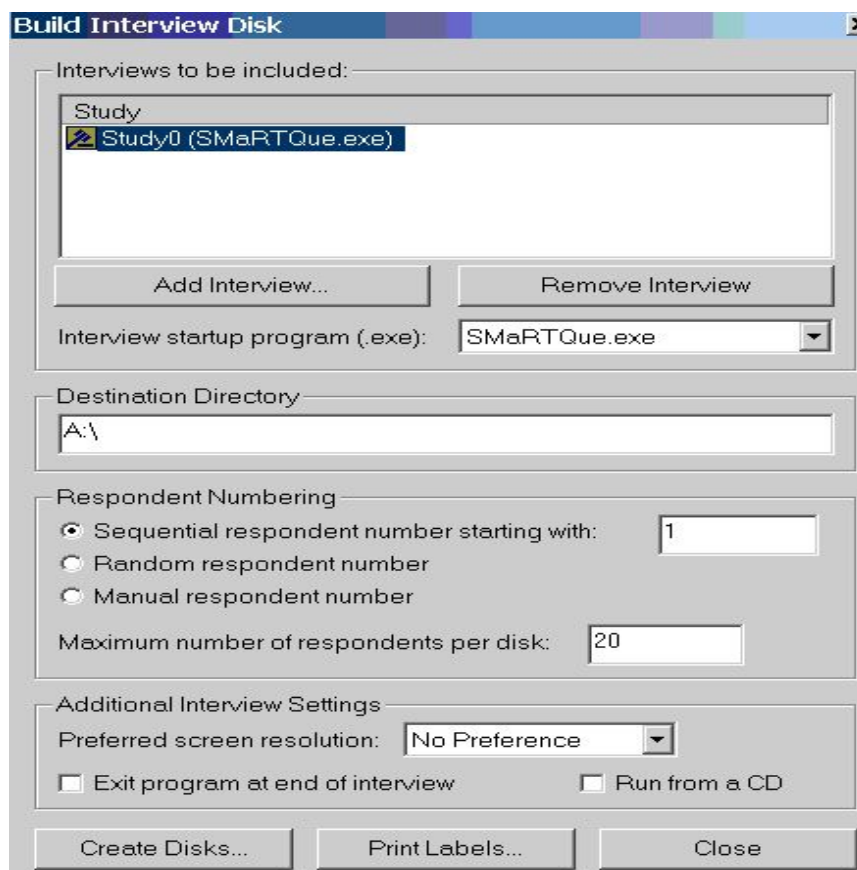 Build Interview Disk
Interviews to be included:
Study
Study0 (SMaRTQue.exe)
Add Interview... Remove Interview
Interview startup program (.exe): SMaRTQue.exe
Destination Directory
A:\
Respondent Numbering
Sequential respondent number starting with: 1
Random respondent number
Manual respondent number
Maximum number of respondents per disk: 20
Additional Interview Settings
Preferred screen resolution: No Preference
Exit program at end of interview Run from a CD
Create Disks... Print Labels... Close